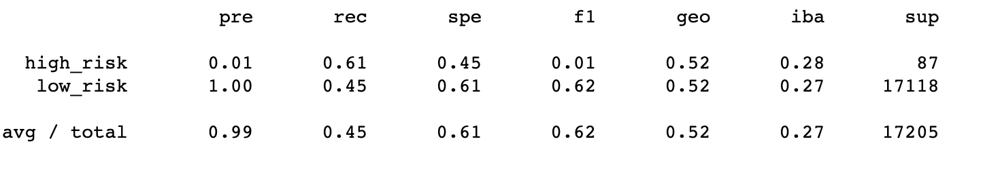 pre rec spe f1 geo iba sup
high_risk 0.01 0.61 0.45 0.01 0.52 0.28 87
low_risk 1.00 0.45 0.61 0.62 0.52 0.27 17118
avg / total 0.99 0.45 0.61 0.62 0.52 0.27 17205